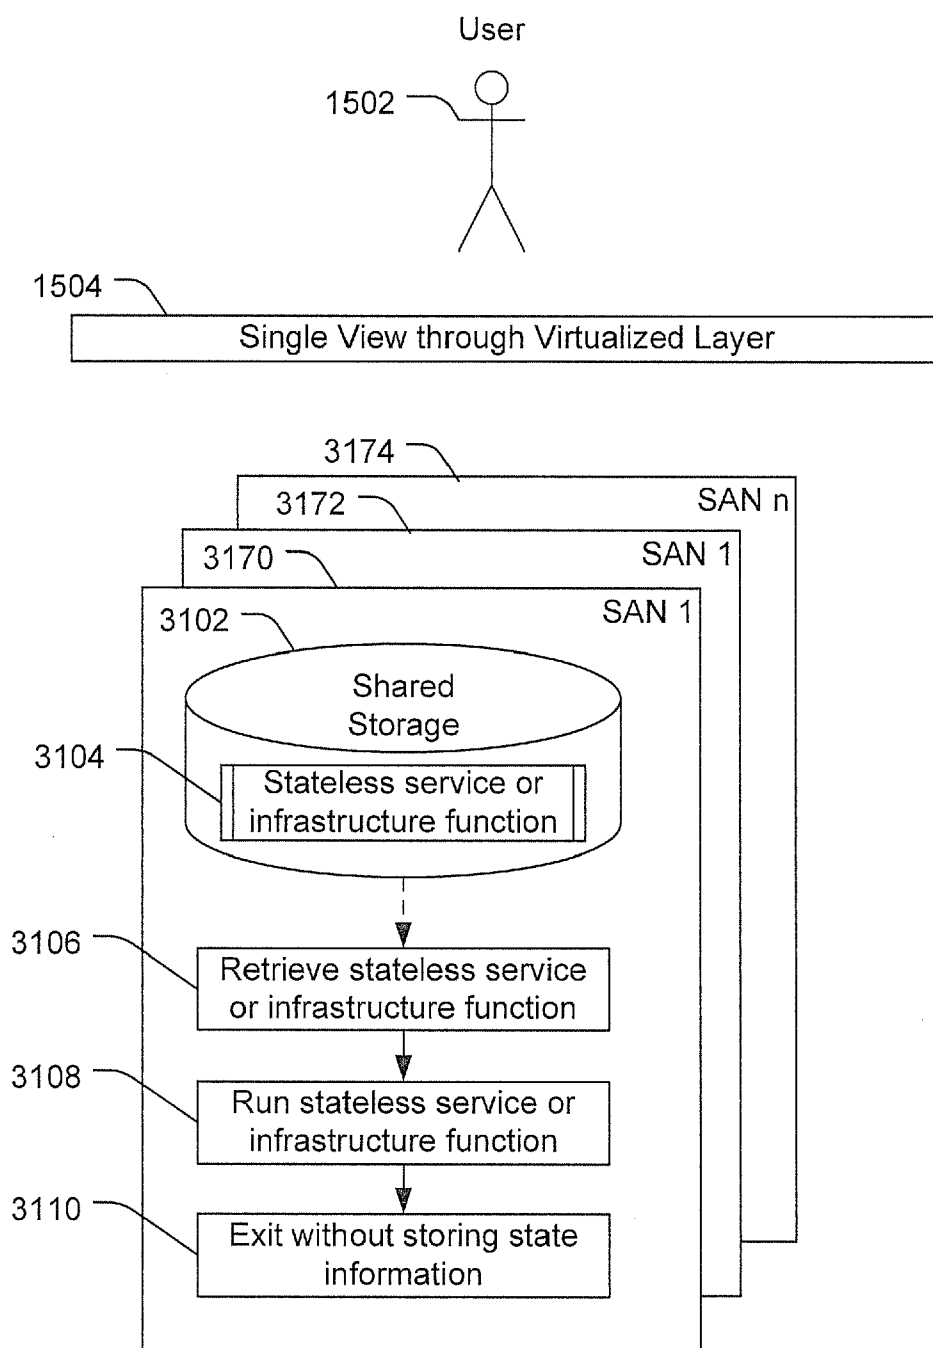 User
1502
1504
Single View through Virtualized Layer
3174
SAN n
3172
SAN 1
3170
SAN 1
3102
Shared
Storage
3104
Stateless service or
infrastructure function
3106
Retrieve stateless service
or infrastructure function
3108
Run stateless service or
infrastructure function
3110
Exit without storing state
information